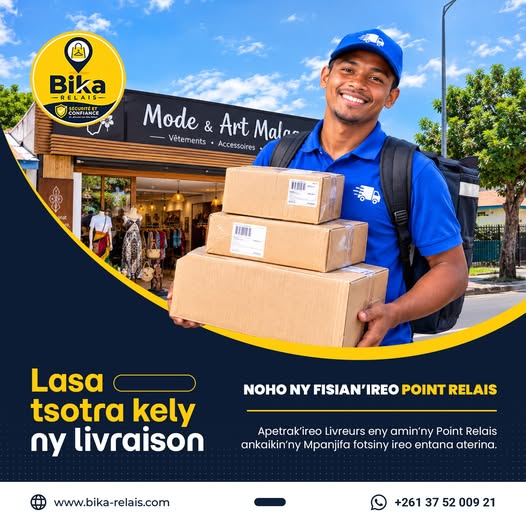 Bika
RELAIS
SÉCURITÉ ET
CONFIANCE
Mode & Art
Vêtements • Accessoires •
Lasa
tsotra kely
ny livraison
NOHO NY FISIAN'IREO POINT RELAIS
Apetrak'ireo Livreurs eny amin'ny Point Relais
ankaikin'ny Mpanjifa fotsiny ireo entana aterina.
www.bika-relais.com
+261 37 52 009 21